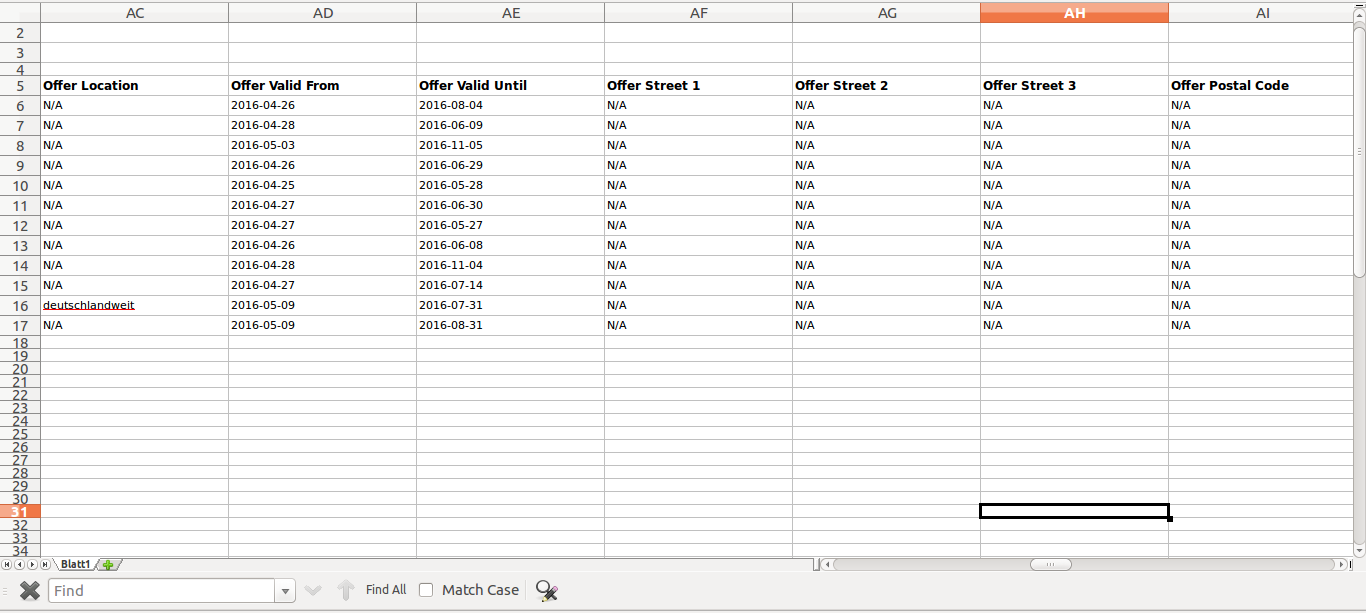 AC AD AE AF AG AH AI
2
3
4
5 Offer Location Offer Valid From Offer Valid Until Offer Street 1 Offer Street 2 Offer Street 3 Offer Postal Code
6 N/A 2016-04-26 2016-08-04 N/A N/A N/A N/A
7 N/A 2016-04-28 2016-06-09 N/A N/A N/A N/A
8 N/A 2016-05-03 2016-11-05 N/A N/A N/A N/A
9 N/A 2016-04-26 2016-06-29 N/A N/A N/A N/A
10 N/A 2016-04-25 2016-05-28 N/A N/A N/A N/A
11 N/A 2016-04-27 2016-06-30 N/A N/A N/A N/A
12 N/A 2016-04-27 2016-05-27 N/A N/A N/A N/A
13 N/A 2016-04-26 2016-06-08 N/A N/A N/A N/A
14 N/A 2016-04-28 2016-11-04 N/A N/A N/A N/A
15 N/A 2016-04-27 2016-07-14 N/A N/A N/A N/A
16 deutschlandweit 2016-05-09 2016-07-31 N/A N/A N/A N/A
17 N/A 2016-05-09 2016-08-31 N/A N/A N/A N/A
18
19
20
21
22
23
24
25
26
27
28
29
30
31
32
33
34
Blatt1
Find Find All Match Case